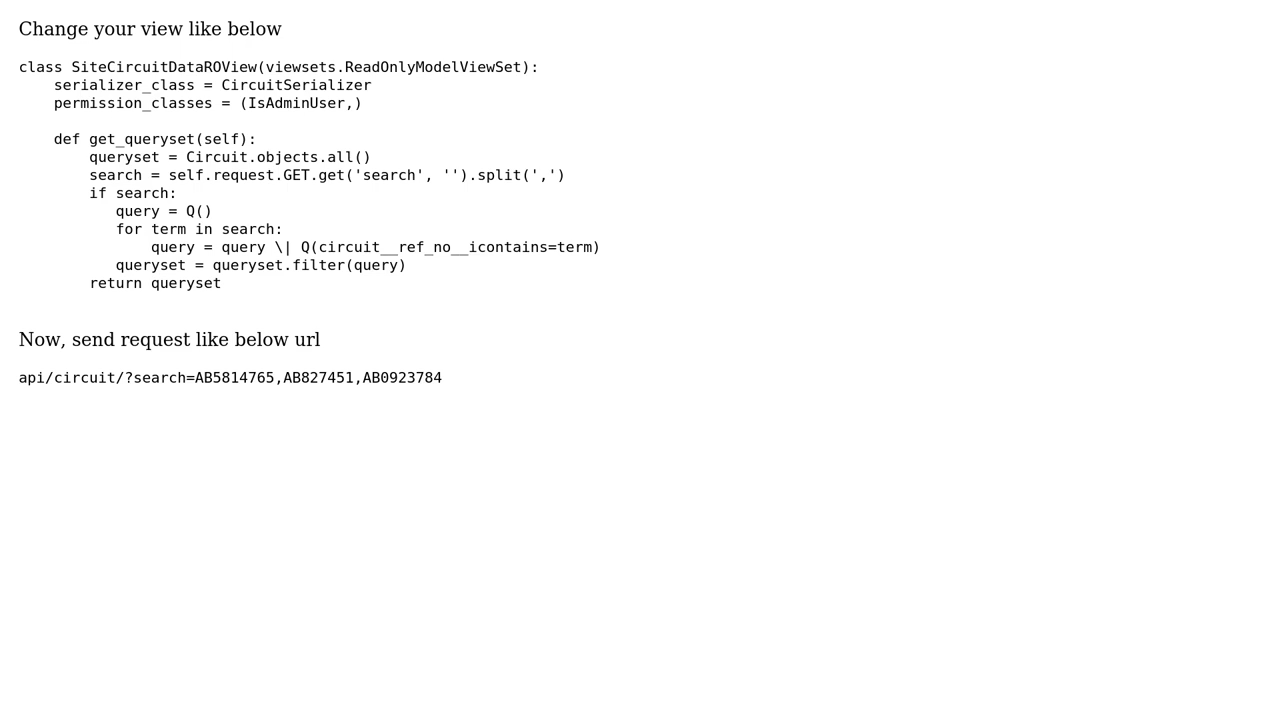 Change your view like below
class SiteCircuitDataROView(viewsets.ReadOnlyModelViewSet):
    serializer_class = CircuitSerializer
    permission_classes = (IsAdminUser,)

    def get_queryset(self):
        queryset = Circuit.objects.all()
        search = self.request.GET.get('search', '').split(',')
        if search:
           query = Q()
           for term in search:
               query = query \| Q(circuit__ref_no__icontains=term)
           queryset = queryset.filter(query)
        return queryset

Now, send request like below url
api/circuit/?search=AB5814765,AB827451,AB0923784